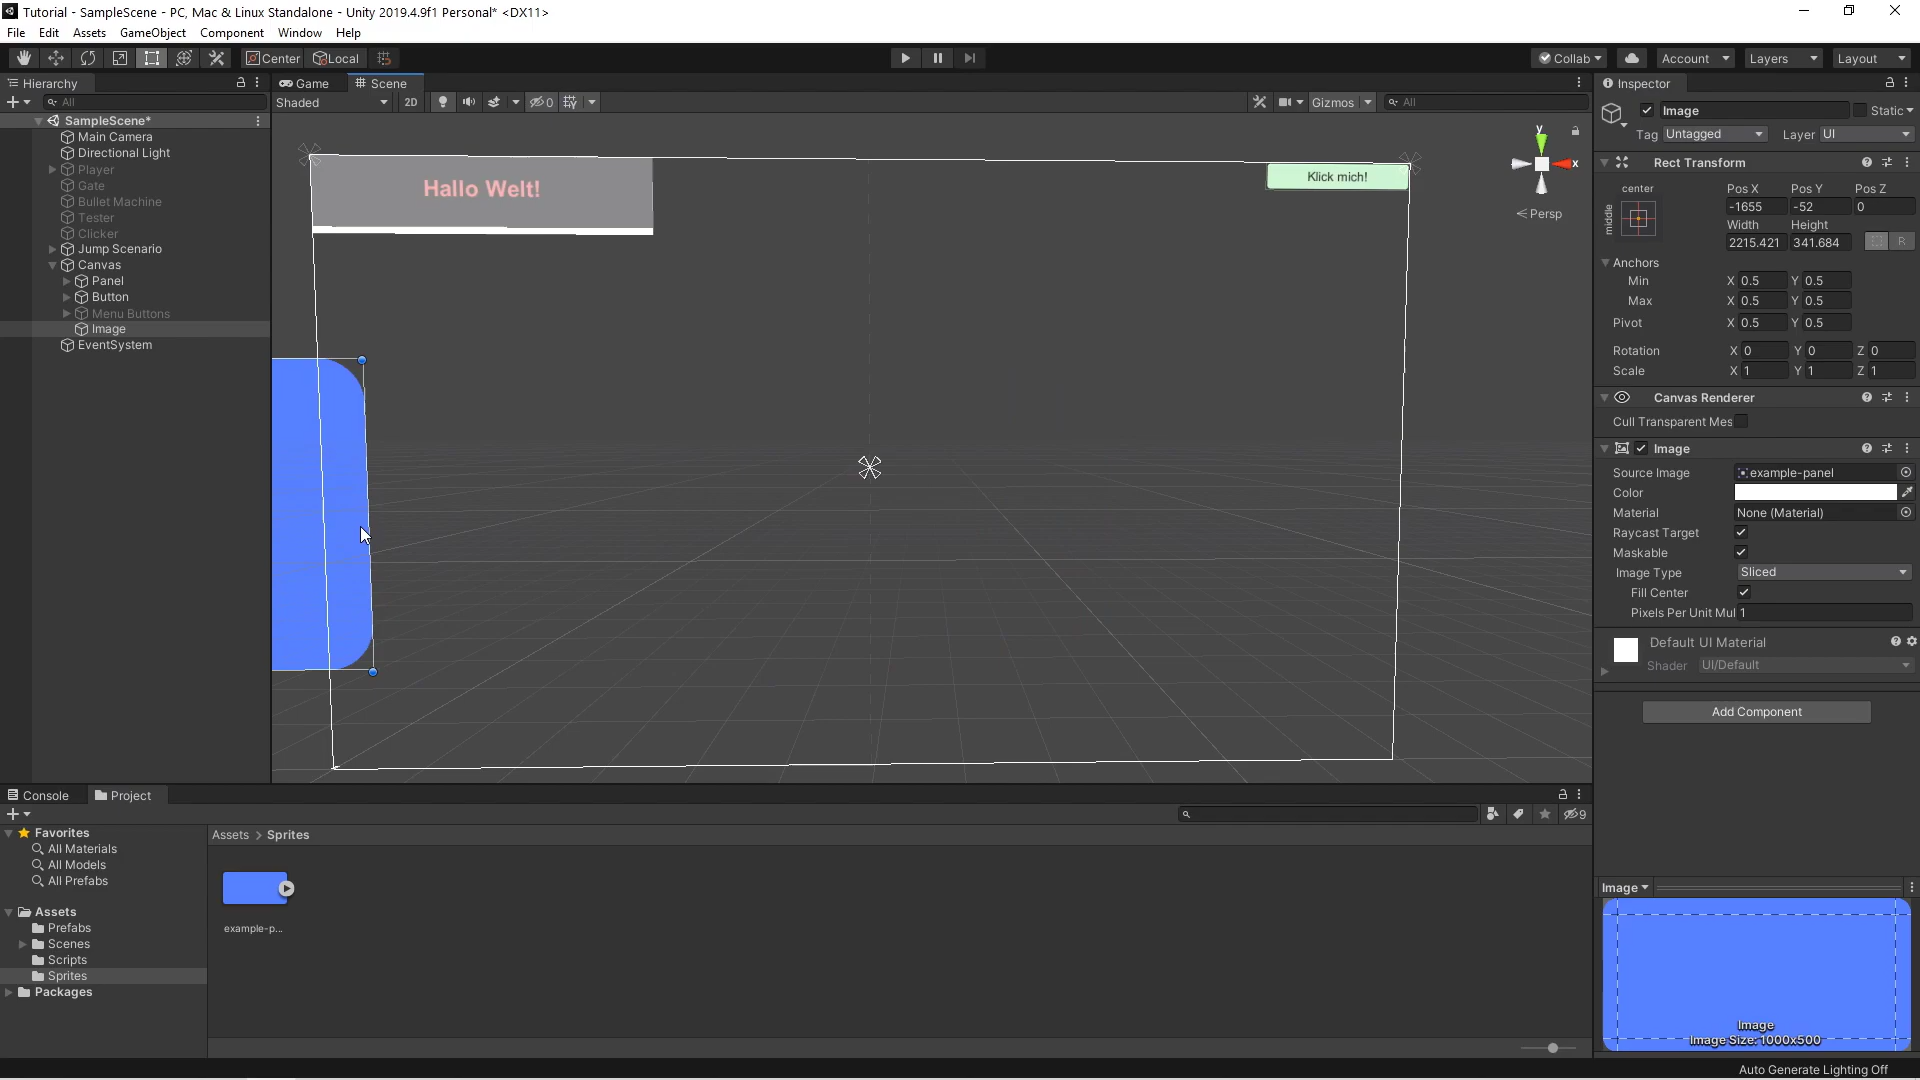 Tutorial - SampleScene - PC, Mac & Linux Standalone - Unity 2019.4.9f1 Personal* <DX11>
File Edit Assets GameObject Component Window Help
Center Local Collab Account Layers Layout
Hierarchy
All
SampleScene*
Main Camera
Directional Light
Player
Gate
Bullet Machine
Tester
Clicker
Jump Scenario
Canvas
Panel
Button
Menu Buttons
Image
EventSystem
Game Scene
Shaded 2D 0 Gizmos All
Hallo Welt!
Klick mich!
y
x
Persp
Inspector
Image Static
Tag Untagged Layer UI
Rect Transform
center
middle
Pos X Pos Y Pos Z
-1655 -52 0
Width Height
2215.421 341.684 R
Anchors
Min X 0.5 Y 0.5
Max X 0.5 Y 0.5
Pivot X 0.5 Y 0.5
Rotation X 0 Y 0 Z 0
Scale X 1 Y 1 Z 1
Canvas Renderer
Cull Transparent Mes
Image
Source Image example-panel
Color
Material None (Material)
Raycast Target
Maskable
Image Type Sliced
Fill Center
Pixels Per Unit Mul 1
Default UI Material
Shader UI/Default
Add Component
Console Project
9
Favorites
All Materials
All Models
All Prefabs
Assets
Prefabs
Scenes
Scripts
Sprites
Packages
Assets > Sprites
example-p...
Image
Image
Image Size: 1000x500
Auto Generate Lighting Off